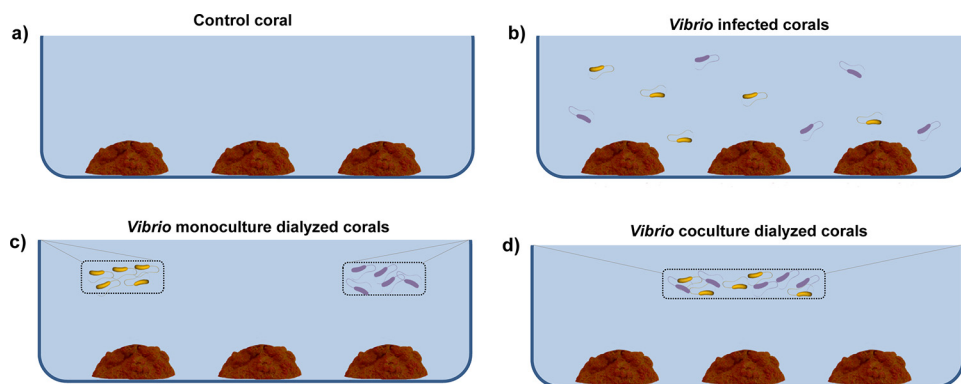 a)
Control coral
b)
Vibrio infected corals
c)
Vibrio monoculture dialyzed corals
d)
Vibrio coculture dialyzed corals